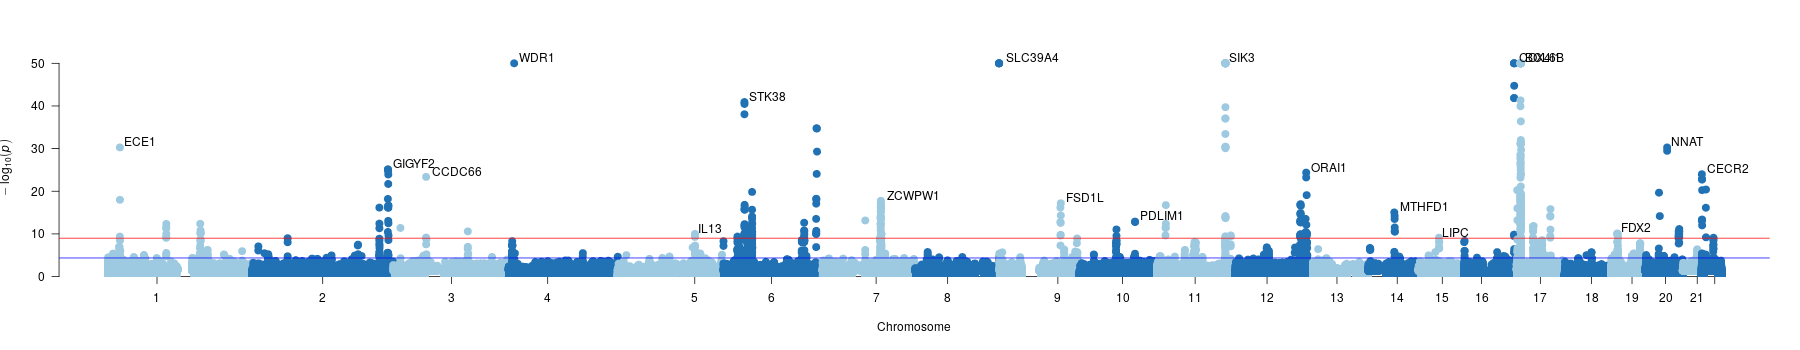 WDR1
SLC39A4
SIK3
50
40
STK38
ECE1
30
NNAT
GIGYF2
CCDC66
ORAI1
CECR2
20
ZCWPW1
FSD1L
PDLIM1
MTHFD1
10
IL13
LIPC
FDX2
0
− log10(p)
1 2 3 4 5 6 7 8 9 10 11 12 13 14 15 16 17 18 19 20 21
Chromosome